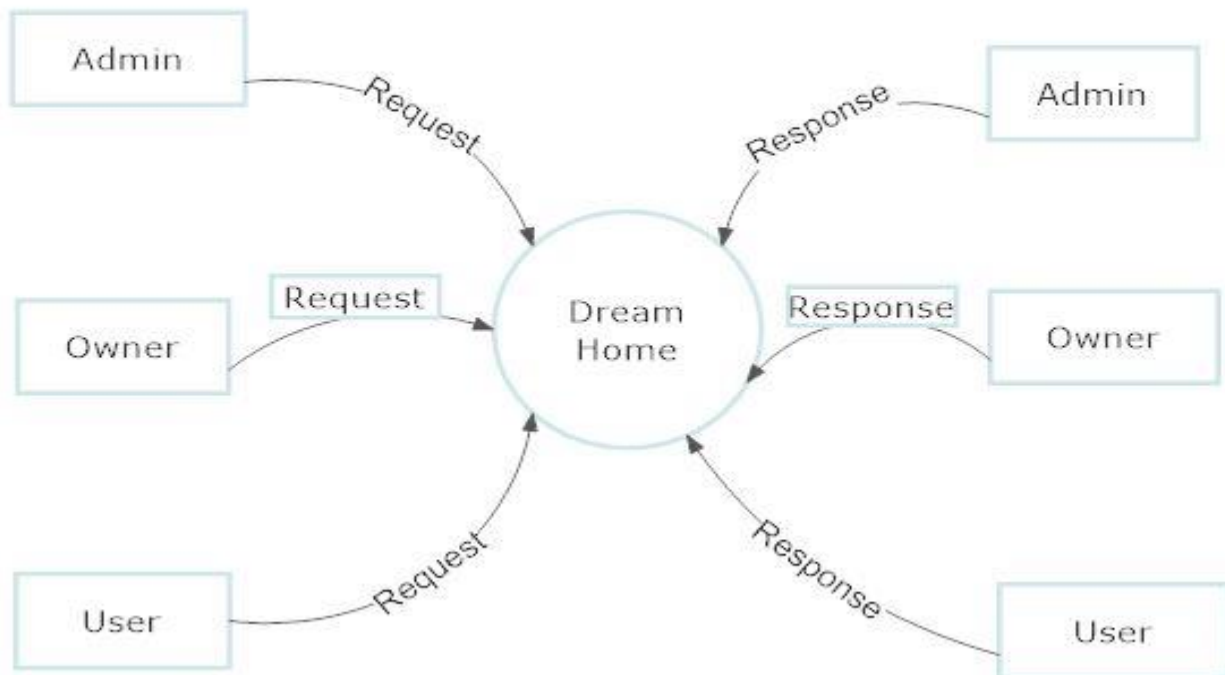 Admin
Request
Response
Admin
Owner
Request
Dream
Home
Response
Owner
User
Request
Response
User